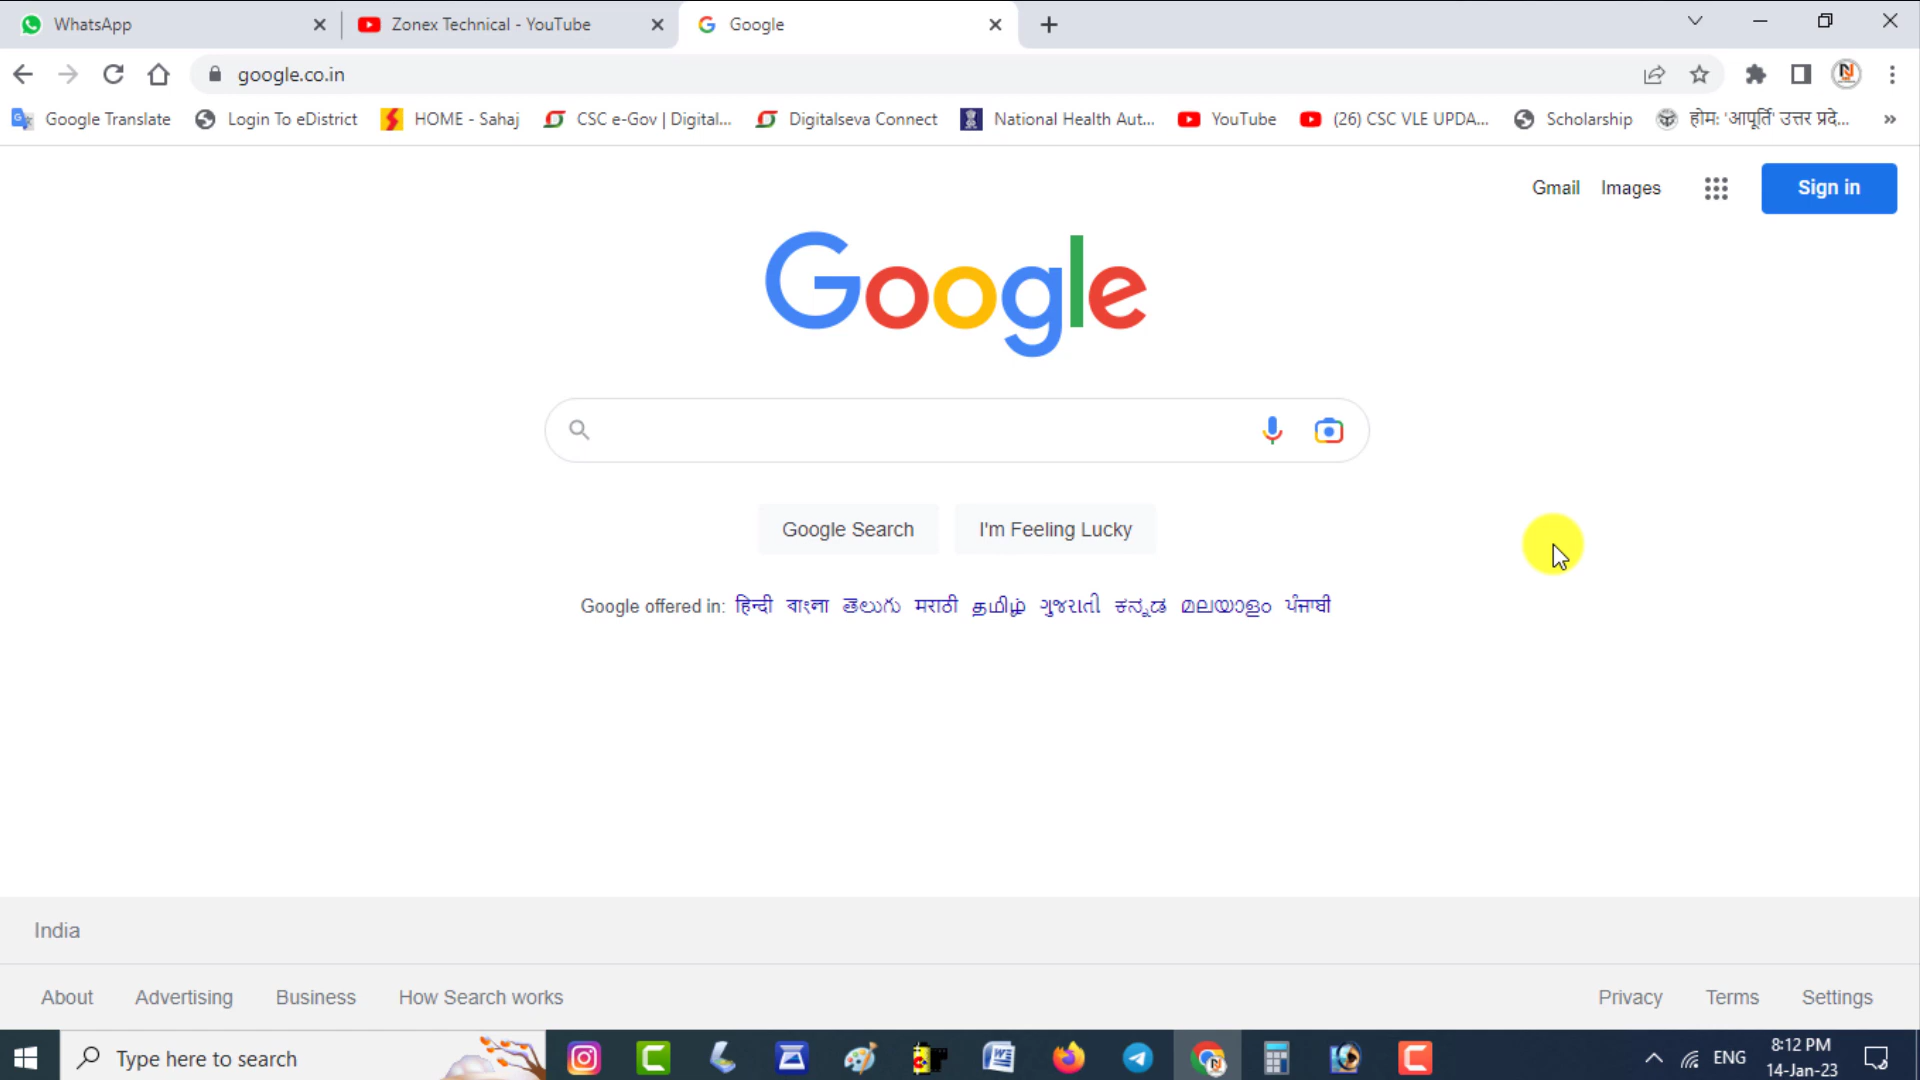 WhatsApp
Zonex Technical - YouTube
Google
google.co.in
Google Translate
Login To eDistrict
HOME - Sahaj
CSC e-Gov | Digital...
Digitalseva Connect
National Health Aut...
YouTube
(26) CSC VLE UPDA...
Scholarship
होम: 'आपूर्ति' उत्तर प्रदे...
»
Gmail Images
Sign in
Google
Google Search
I'm Feeling Lucky
Google offered in: हिन्दी বাংলা తెలుగు मराठी தமிழ் ગુજરાતી ಕನ್ನಡ മലയാളം ਪੰਜਾਬੀ
India
About Advertising Business How Search works
Privacy Terms Settings
Type here to search
ENG
8:12 PM
14-Jan-23